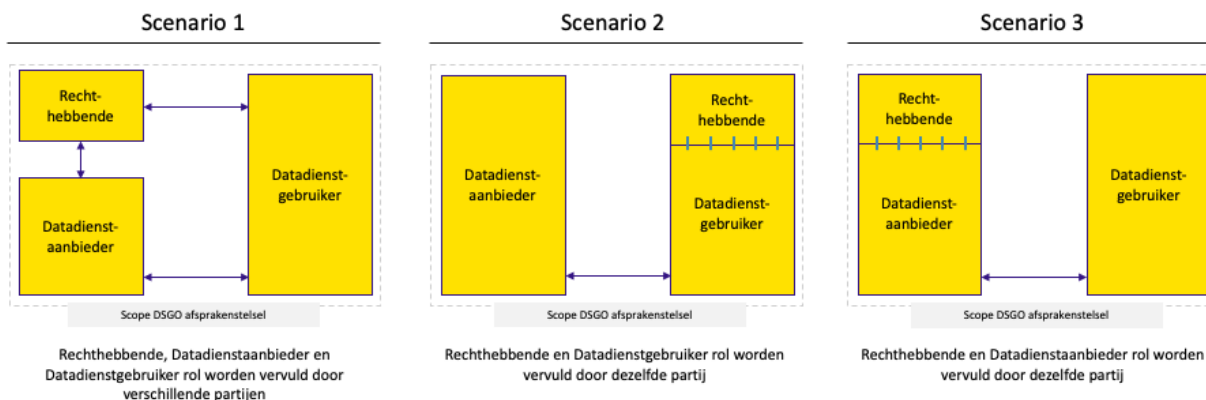 Scenario 1
Recht-
hebbende
Datadienst-
aanbieder
Datadienst-
gebruiker
Scope DSGO afsprakenstelsel
Rechthebbende, Datadienstaanbieder en
Datadienstgebruiker rol worden vervuld door
verschillende partijen
Scenario 2
Datadienst-
aanbieder
Recht-
hebbende
Datadienst-
gebruiker
Scope DSGO afsprakenstelsel
Rechthebbende en Datadienstgebruiker rol worden
vervuld door dezelfde partij
Scenario 3
Recht-
hebbende
Datadienst-
aanbieder
Datadienst-
gebruiker
Scope DSGO afsprakenstelsel
Rechthebbende en Datadienstaanbieder rol worden
vervuld door dezelfde partij